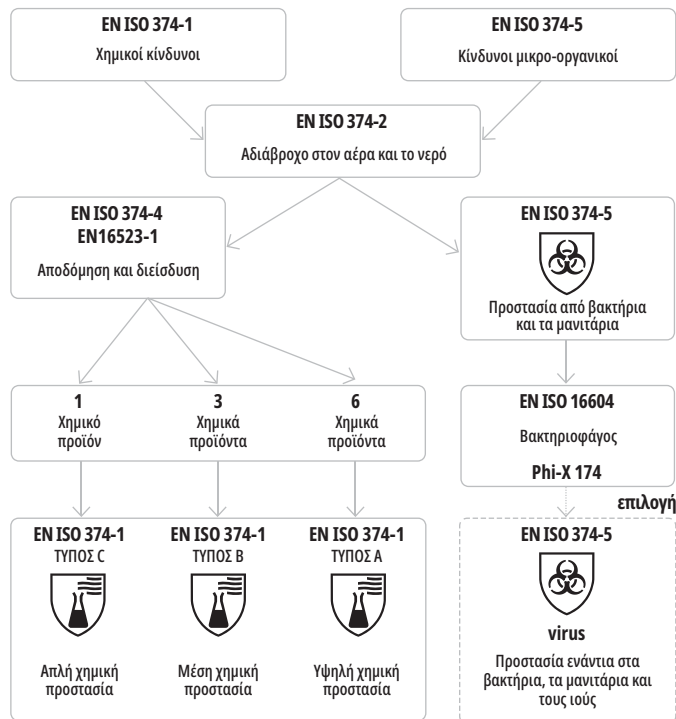 EN ISO 374-1
Χημικοί κίνδυνοι
EN ISO 374-5
Κίνδυνοι μικρο-οργανικοί
EN ISO 374-2
Αδιάβροχο στον αέρα και το νερό
EN ISO 374-4
EN16523-1
Αποδόμηση και διείσδυση
EN ISO 374-5
Προστασία από βακτήρια
και τα μανιτάρια
1
Χημικό
προϊόν
3
Χημικά
προϊόντα
6
Χημικά
προϊόντα
EN ISO 16604
Βακτηριοφάγος
Phi-X 174
επιλογή
EN ISO 374-1
ΤΥΠΟΣ C
Απλή χημική
προστασία
EN ISO 374-1
ΤΥΠΟΣ B
Μέση χημική
προστασία
EN ISO 374-1
ΤΥΠΟΣ A
Υψηλή χημική
προστασία
EN ISO 374-5
virus
Προστασία ενάντια στα
βακτήρια, τα μανιτάρια και
τους ιούς